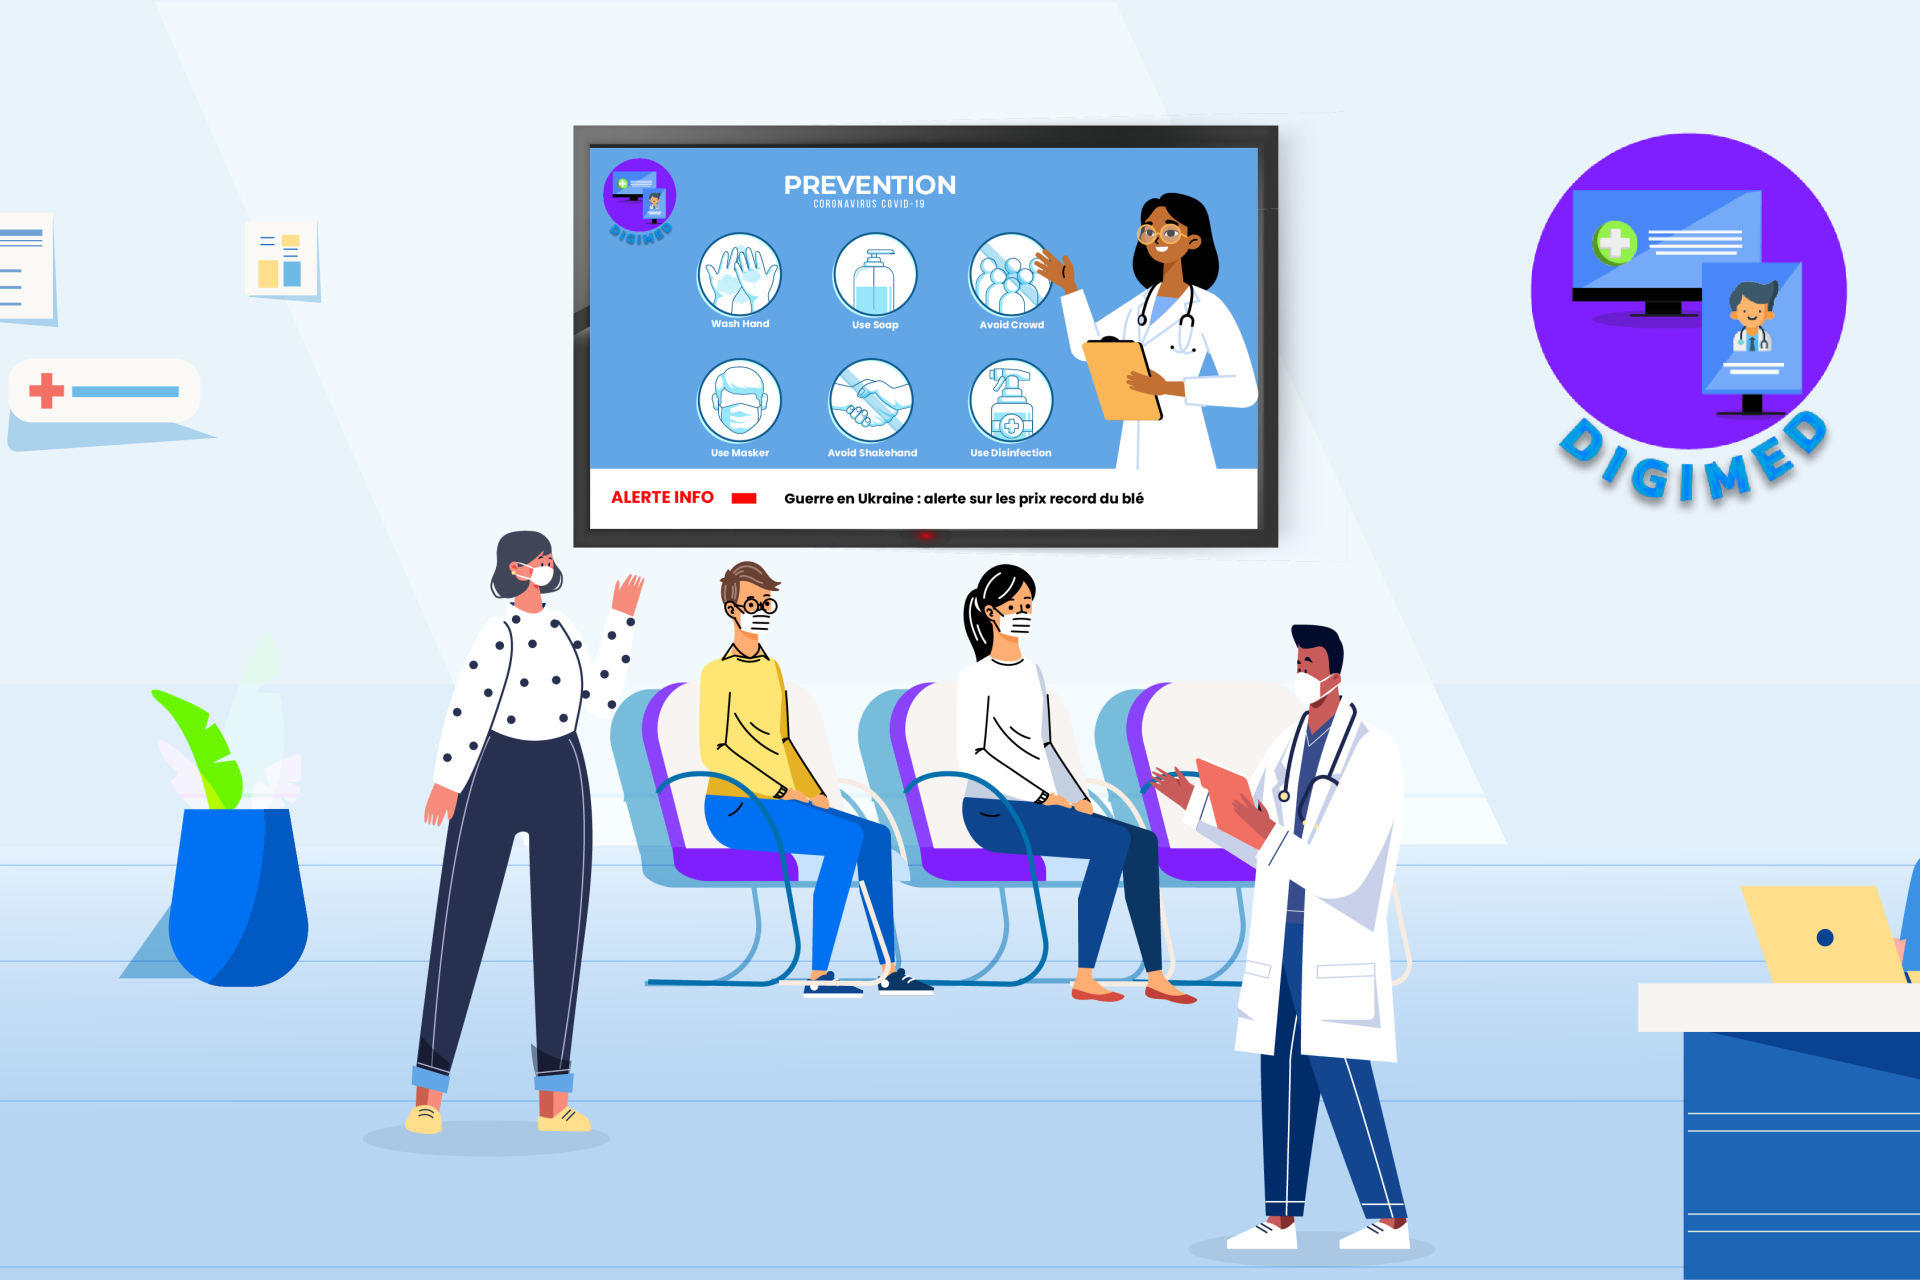 DIGIMED
PREVENTION
CORONAVIRUS COVID-19
Wash Hand
Use Soap
Avoid Crowd
Use Masker
Avoid Shakehand
Use Disinfection
ALERTE INFO
Guerre en Ukraine : alerte sur les prix record du blé
DIGIMED